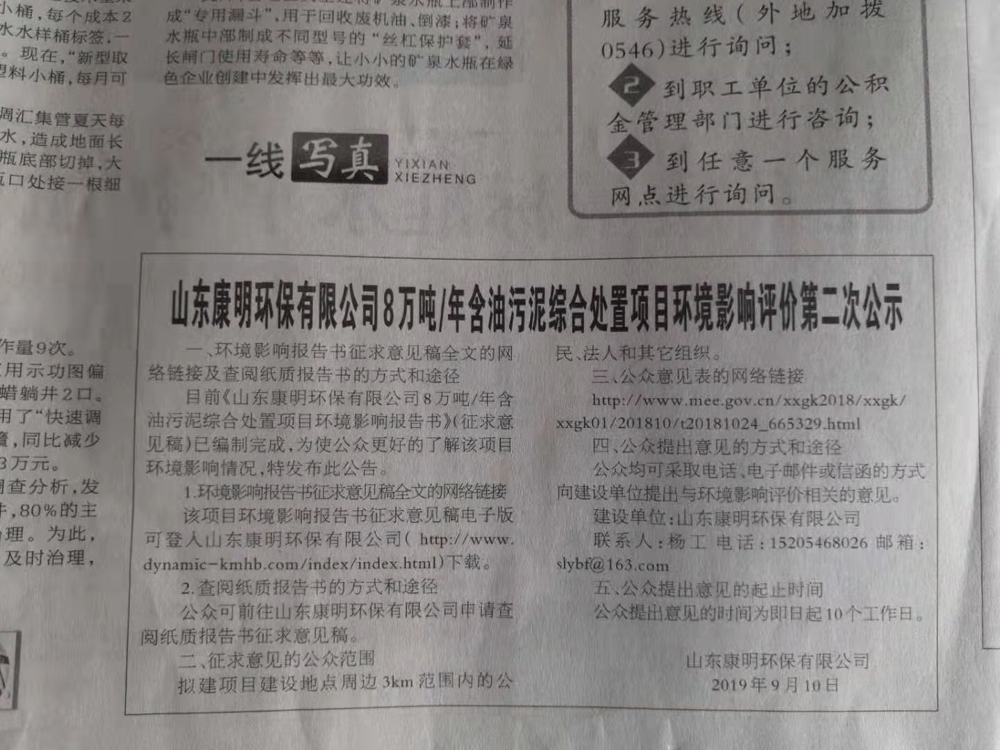 小桶,每个成本2
水水样桶标签,一
。现在,“新型取
塑料小桶,每月可
周汇集管夏天每
水,造成地面长
瓶底部切掉,大
瓦口处接一根细
作量9次。
用示功图偏
蜡躺井2口。
用了“快速调
,同比减少
3万元。
调查分析,发
,80%的主
治理。为此,
及时治理,
成“专用漏斗”,用于回收废机油、倒漆;将矿泉
水瓶中部制成不同型号的“丝杠保护套”,延
长闸门使用寿命等等,让小小的矿泉水瓶在绿
色企业创建中发挥出最大功效。
一线写真 YIXIAN
XIEZHENG
服务热线(外地加拨
0546)进行询问;
2 到职工单位的公积
金管理部门进行咨询;
3 到任意一个服务
网点进行询问。
山东康明环保有限公司8万吨/年含油污泥综合处置项目环境影响评价第二次公示
一、环境影响报告书征求意见稿全文的网
络链接及查阅纸质报告书的方式和途径
目前《山东康明环保有限公司8万吨/年含
油污泥综合处置项目环境影响报告书》(征求意
见稿)已编制完成,为使公众更好的了解该项目
环境影响情况,特发布此公告。
1.环境影响报告书征求意见稿全文的网络链接
该项目环境影响报告书征求意见稿电子版
可登入山东康明环保有限公司( http://www.
dynamic-kmhb.com/index/index.html)下载。
2.查阅纸质报告书的方式和途径
公众可前往山东康明环保有限公司申请查
阅纸质报告书征求意见稿。
二、征求意见的公众范围
拟建项目建设地点周边3km范围内的公
民、法人和其它组织。
三、公众意见表的网络链接
http://www.mee.gov.cn/xxgk2018/xxgk/
xxgk01/201810/t20181024_665329.html
四、公众提出意见的方式和途径
公众均可采取电话、电子邮件或信函的方式
向建设单位提出与环境影响评价相关的意见。
建设单位:山东康明环保有限公司
联系人:杨工 电话:15205468026 邮箱:
slybf@163.com
五、公众提出意见的起止时间
公众提出意见的时间为即日起10个工作日。
山东康明环保有限公司
2019年9月10日